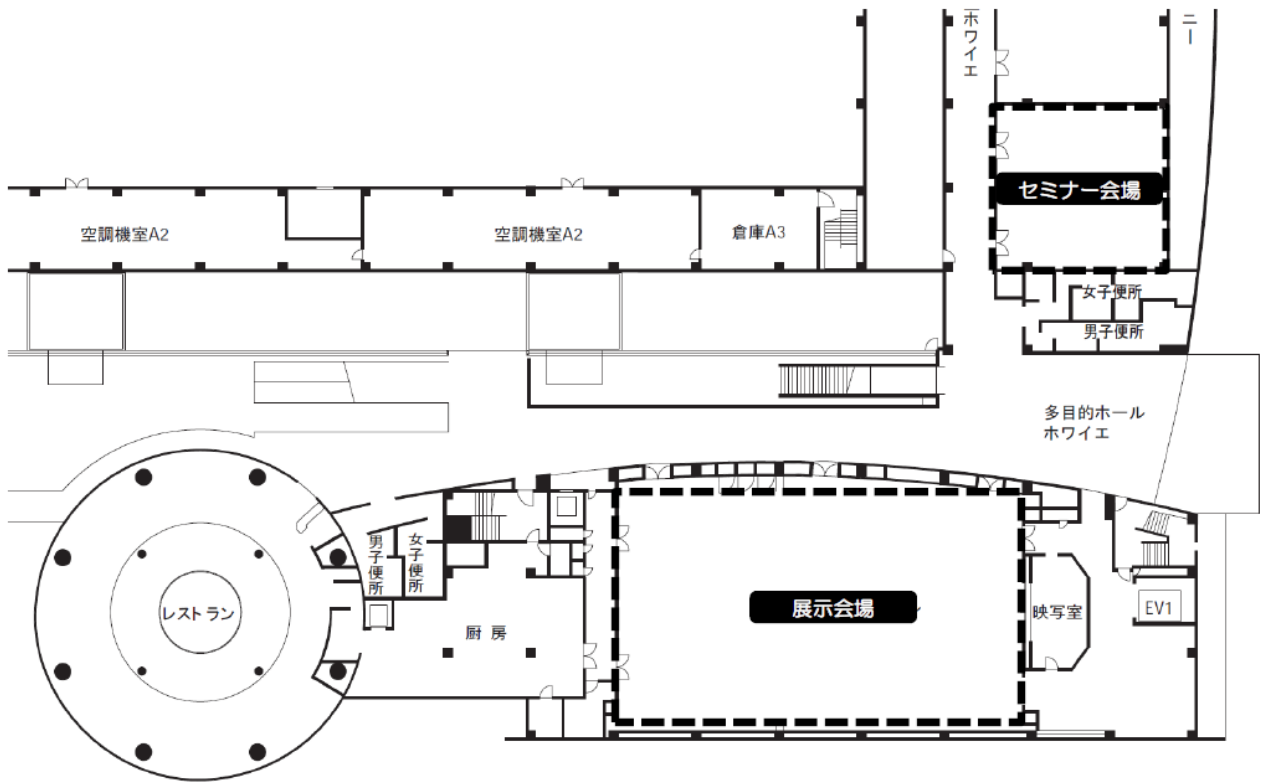 ホワイエ
ニー
セミナー会場
空調機室A2
空調機室A2
倉庫A3
女子便所
男子便所
多目的ホール
ホワイエ
男子便所
女子便所
レストラン
厨房
展示会場
映写室
EV1